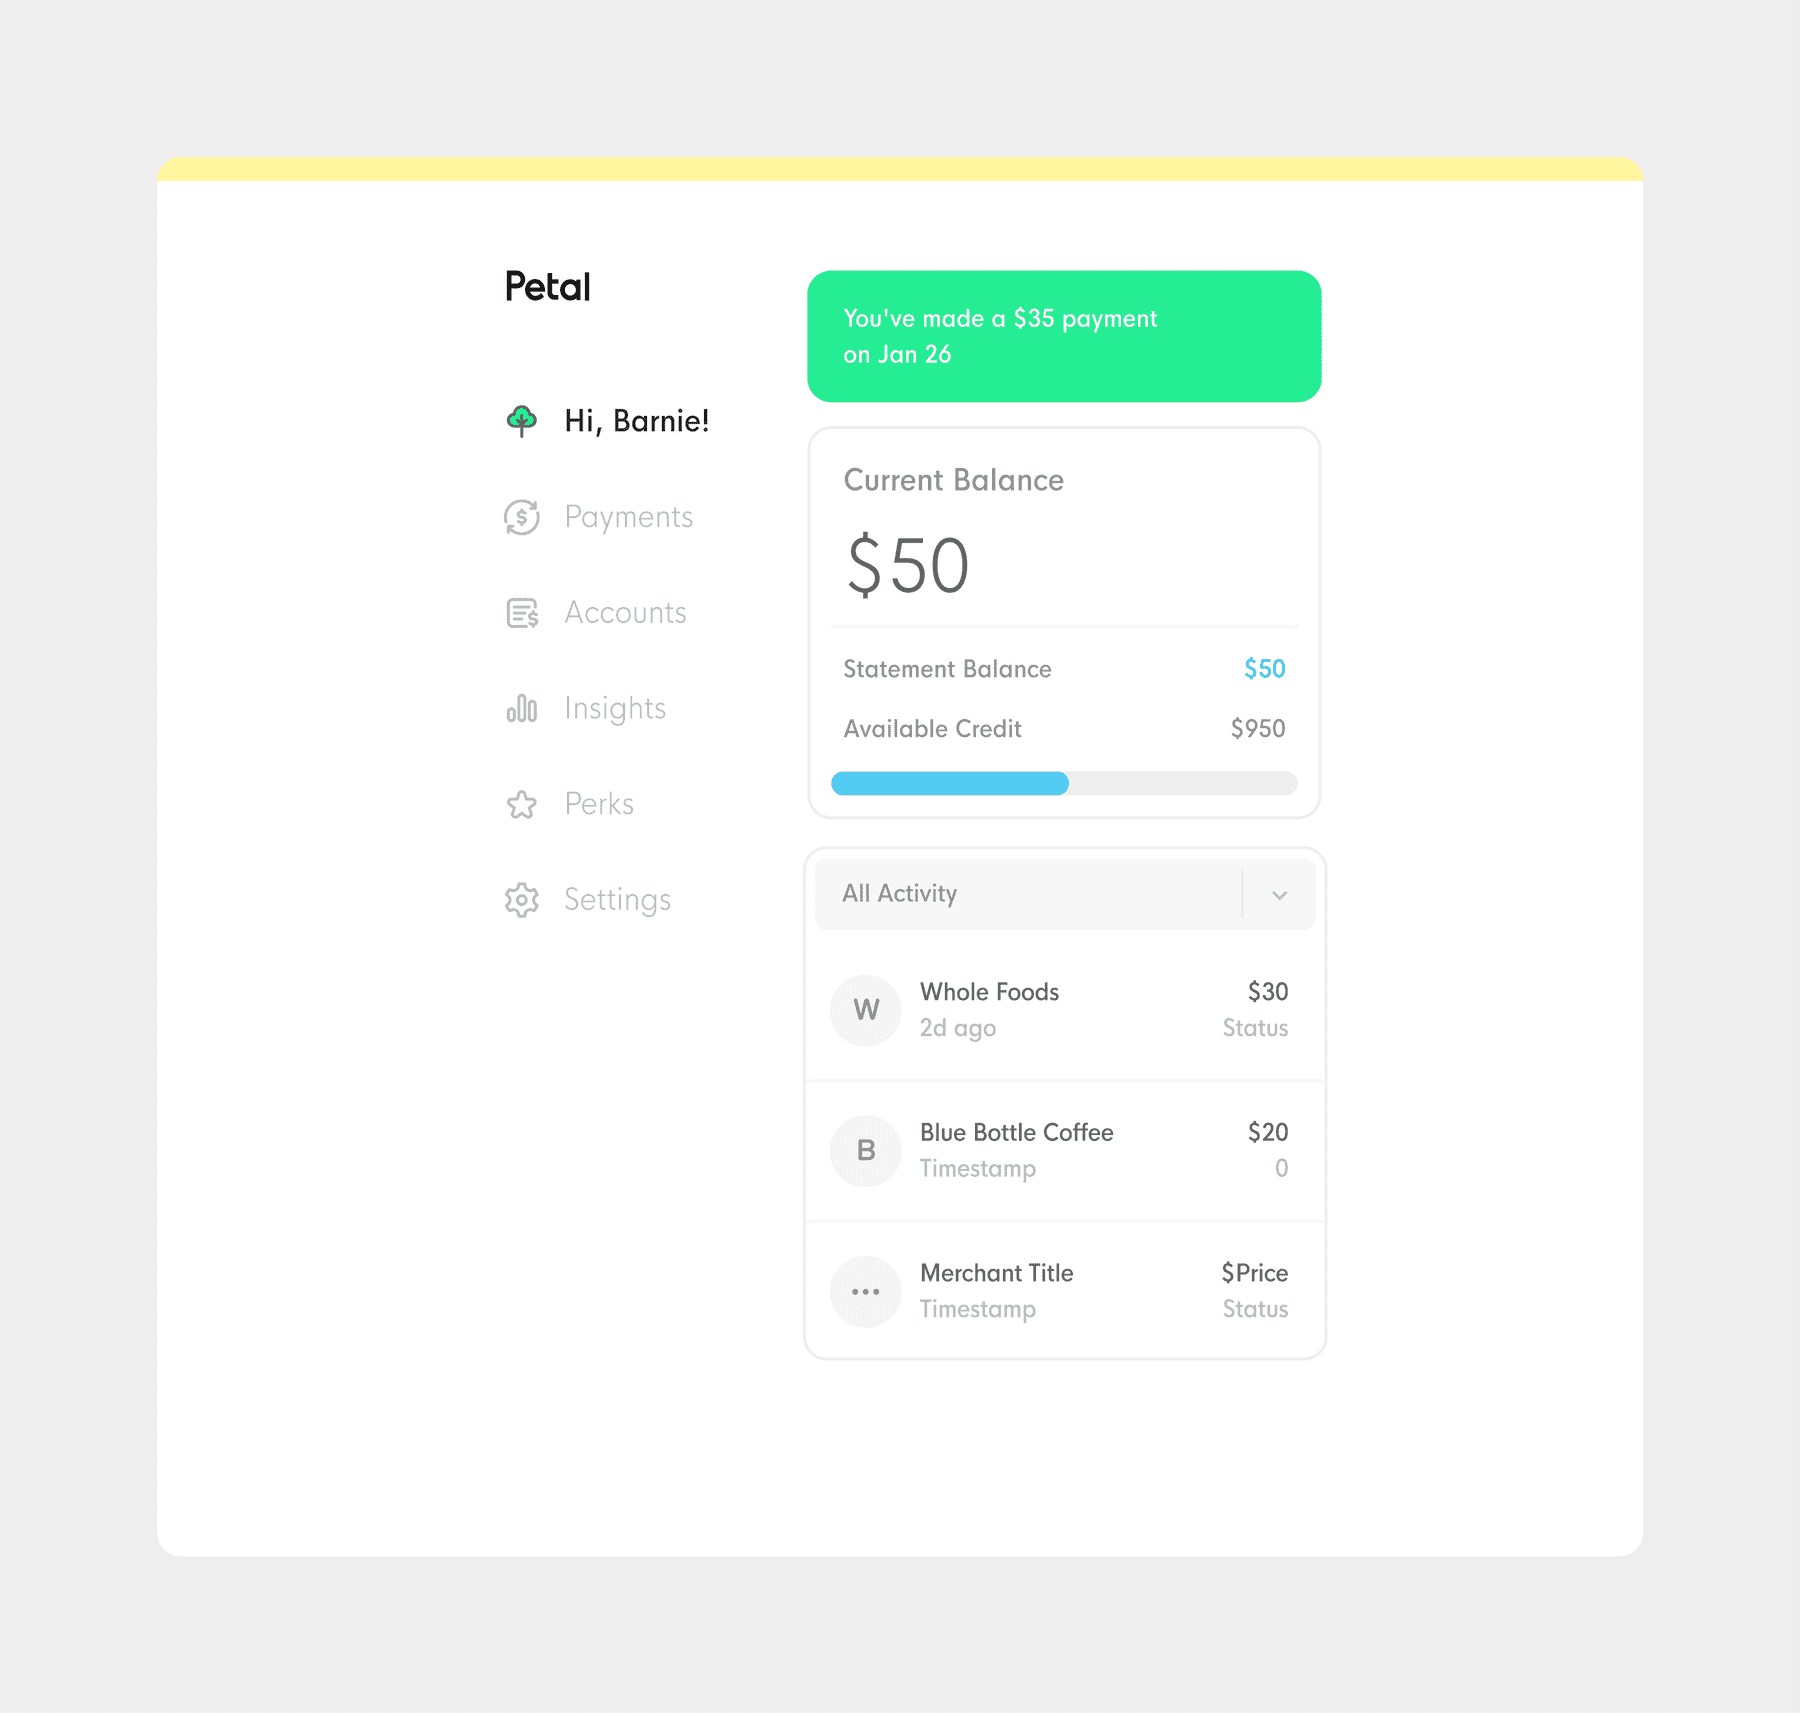 Petal
Hi, Barnie!
Payments
Accounts
Insights
Perks
Settings
You've made a $35 payment
on Jan 26
Current Balance
$50
Statement Balance $50
Available Credit $950
All Activity
W Whole Foods $30
2d ago Status
B Blue Bottle Coffee $20
Timestamp 0
Merchant Title $Price
Timestamp Status